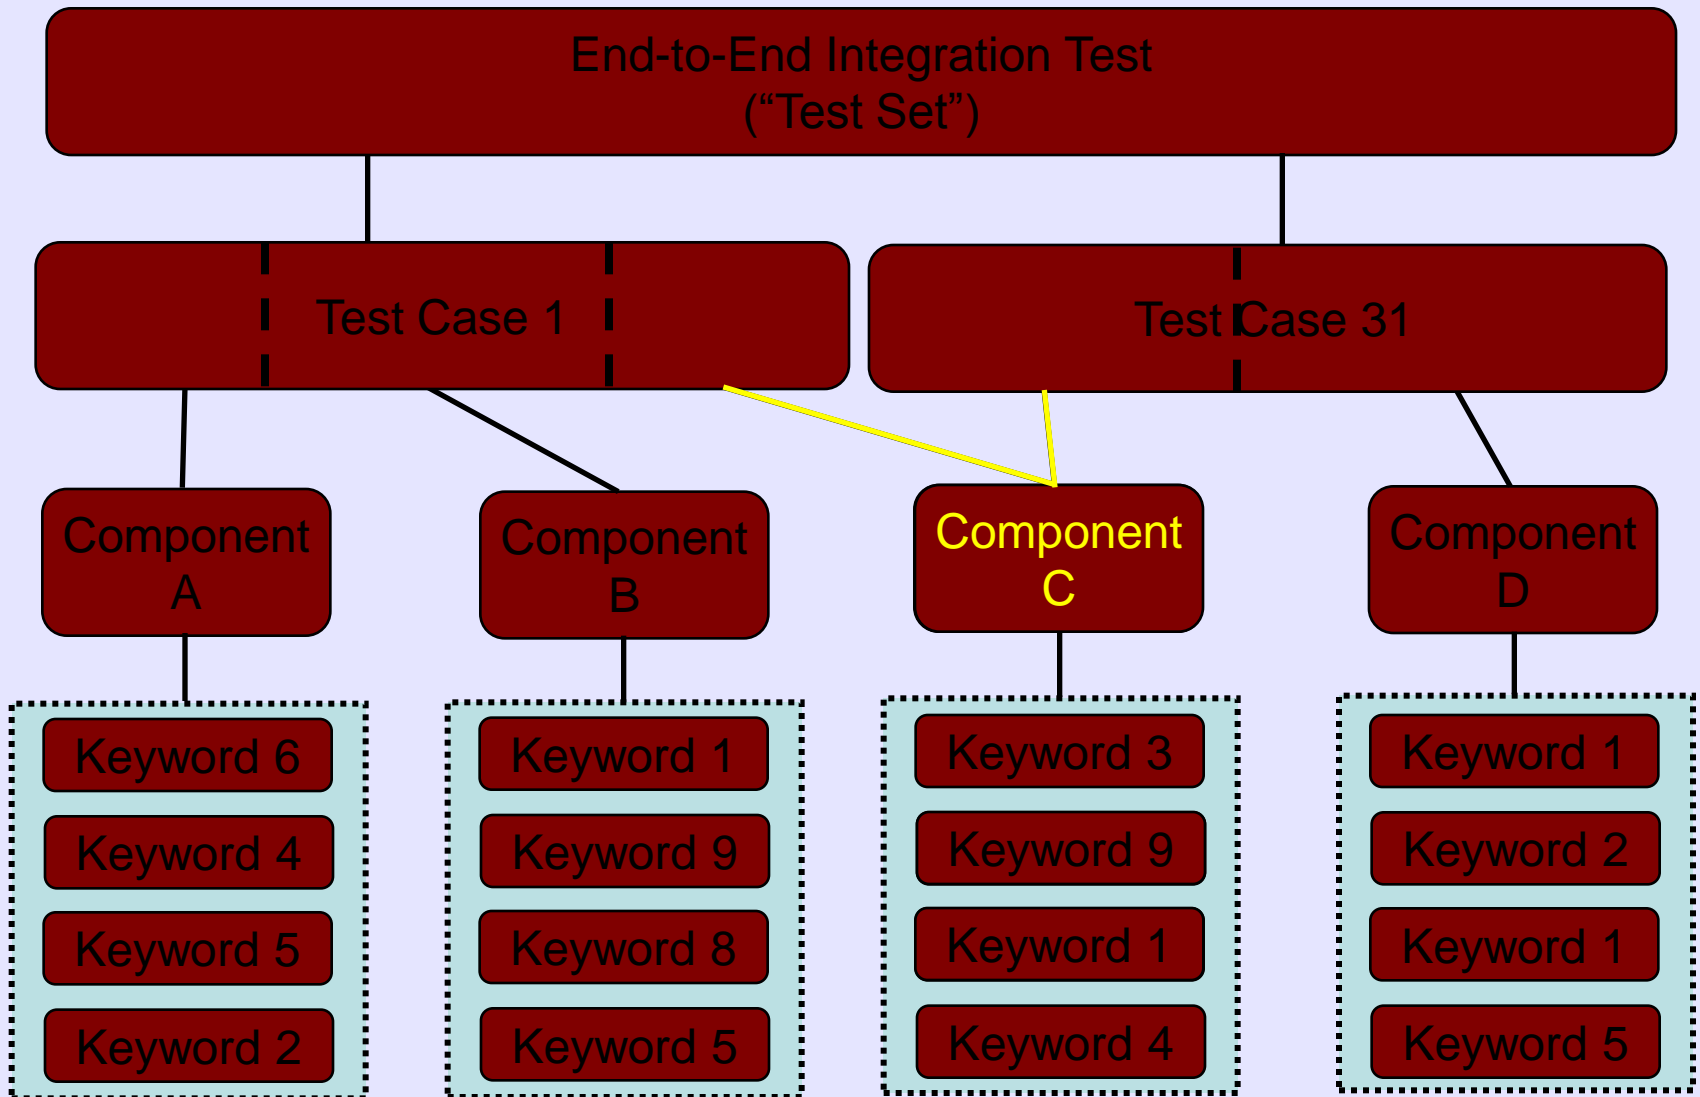 End-to-End Integration Test
(“Test Set”)
Test Case 1
Test Case 31
Component
A
Component
B
Component
C
Component
D
Keyword 6
Keyword 4
Keyword 5
Keyword 2
Keyword 1
Keyword 9
Keyword 8
Keyword 5
Keyword 3
Keyword 9
Keyword 1
Keyword 4
Keyword 1
Keyword 2
Keyword 1
Keyword 5